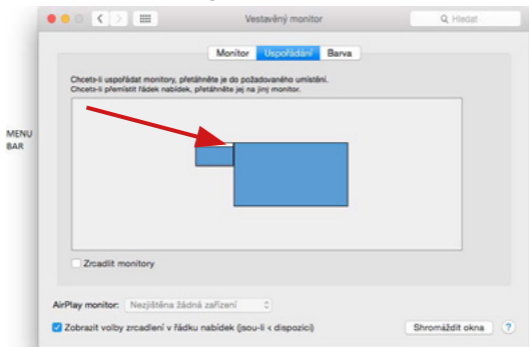 Vestavěný monitor
Hledat
Monitor Uspořádání Barva
Chcete-li uspořádat monitory, přetáhněte je do požadovaného umístění.
Chcete-li přemístit řádek nabídek, přetáhněte jej na jiný monitor.
MENU
BAR
Zrcadlit monitory
AirPlay monitor: Nezjištěna žádná zařízení
Zobrazit volby zrcadlení v řádku nabídek (jsou-li k dispozici)
Shromáždit okna ?